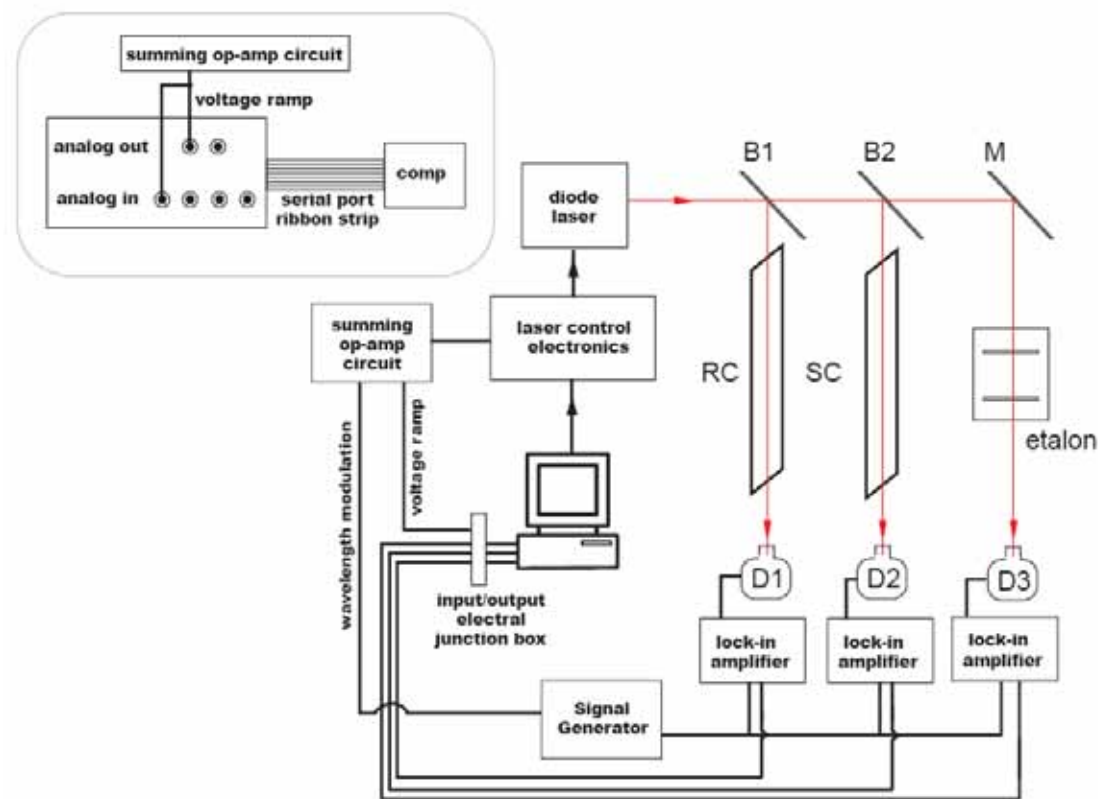 summing op-amp circuit
voltage ramp
analog out
analog in
serial port
ribbon strip
comp
diode
laser
B1
B2
M
summing
op-amp
circuit
laser control
electronics
RC
SC
etalon
wavelength modulation
voltage ramp
input/output
electral
junction box
D1
D2
D3
lock-in
amplifier
lock-in
amplifier
lock-in
amplifier
Signal
Generator